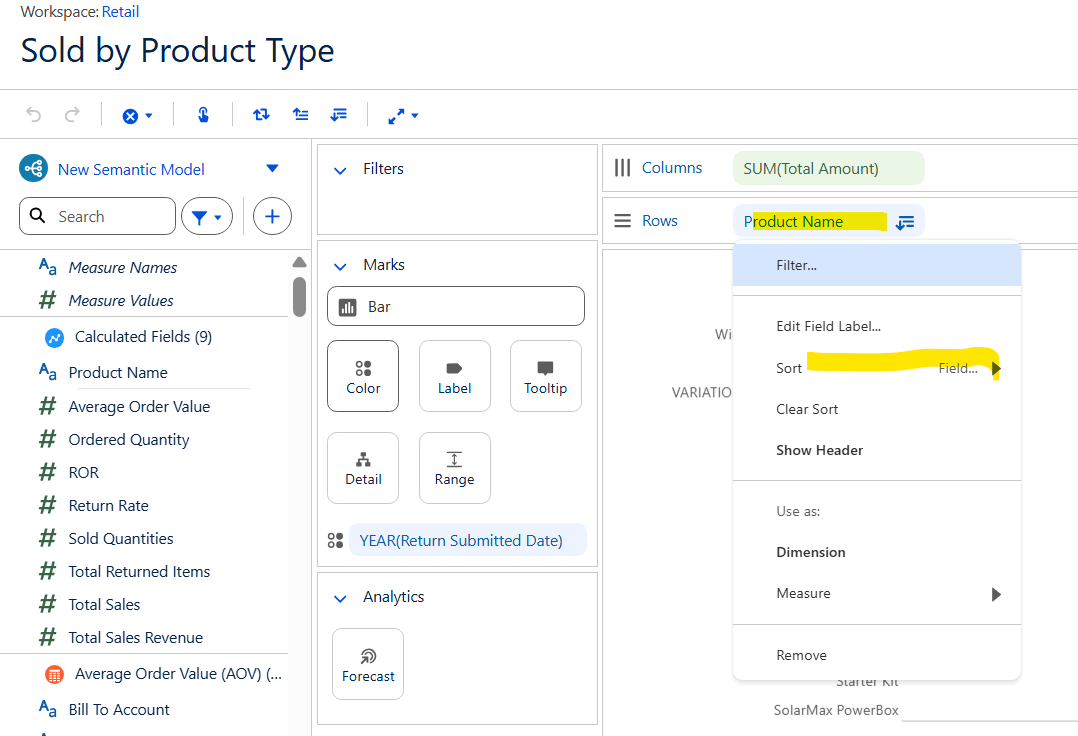 Workspace: Retail
Sold by Product Type
New Semantic Model
Search
Measure Names
Measure Values
Calculated Fields (9)
Product Name
Average Order Value
Ordered Quantity
ROR
Return Rate
Sold Quantities
Total Returned Items
Total Sales
Total Sales Revenue
Average Order Value (AOV) (...
Bill To Account
Filters
Marks
Bar
Color
Label
Tooltip
Detail
Range
YEAR(Return Submitted Date)
Analytics
Forecast
Columns
SUM(Total Amount)
Rows
Product Name
Filter...
Edit Field Label...
Sort Field...
Clear Sort
Show Header
Use as:
Dimension
Measure
Remove
Wi
VARIATIO
Starter Kit
SolarMax PowerBox